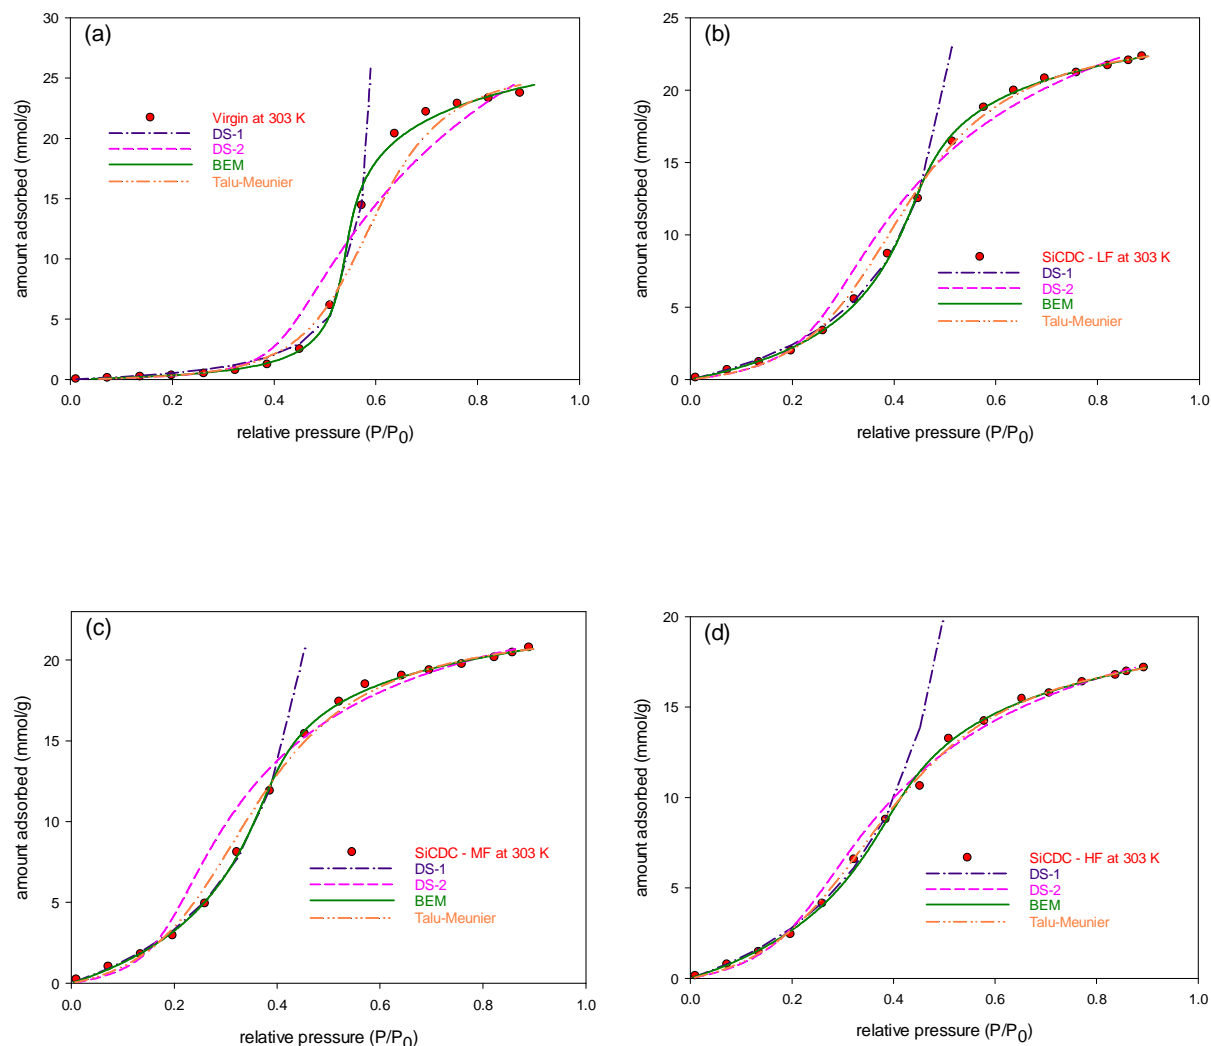 (a)
30
25
20
15
10
5
0
amount adsorbed (mmol/g)
Virgin at 303 K
DS-1
DS-2
BEM
Talu-Meunier
0.0 0.2 0.4 0.6 0.8 1.0
relative pressure (P/P0)
(b)
25
20
15
10
5
0
amount adsorbed (mmol/g)
SiCDC - LF at 303 K
DS-1
DS-2
BEM
Talu-Meunier
0.0 0.2 0.4 0.6 0.8 1.0
relative pressure (P/P0)
(c)
20
15
10
5
0
amount adsorbed (mmol/g)
SiCDC - MF at 303 K
DS-1
DS-2
BEM
Talu-Meunier
0.0 0.2 0.4 0.6 0.8 1.0
relative pressure (P/P0)
(d)
20
15
10
5
0
amount adsorbed (mmol/g)
SiCDC - HF at 303 K
DS-1
DS-2
BEM
Talu-Meunier
0.0 0.2 0.4 0.6 0.8 1.0
relative pressure (P/P0)